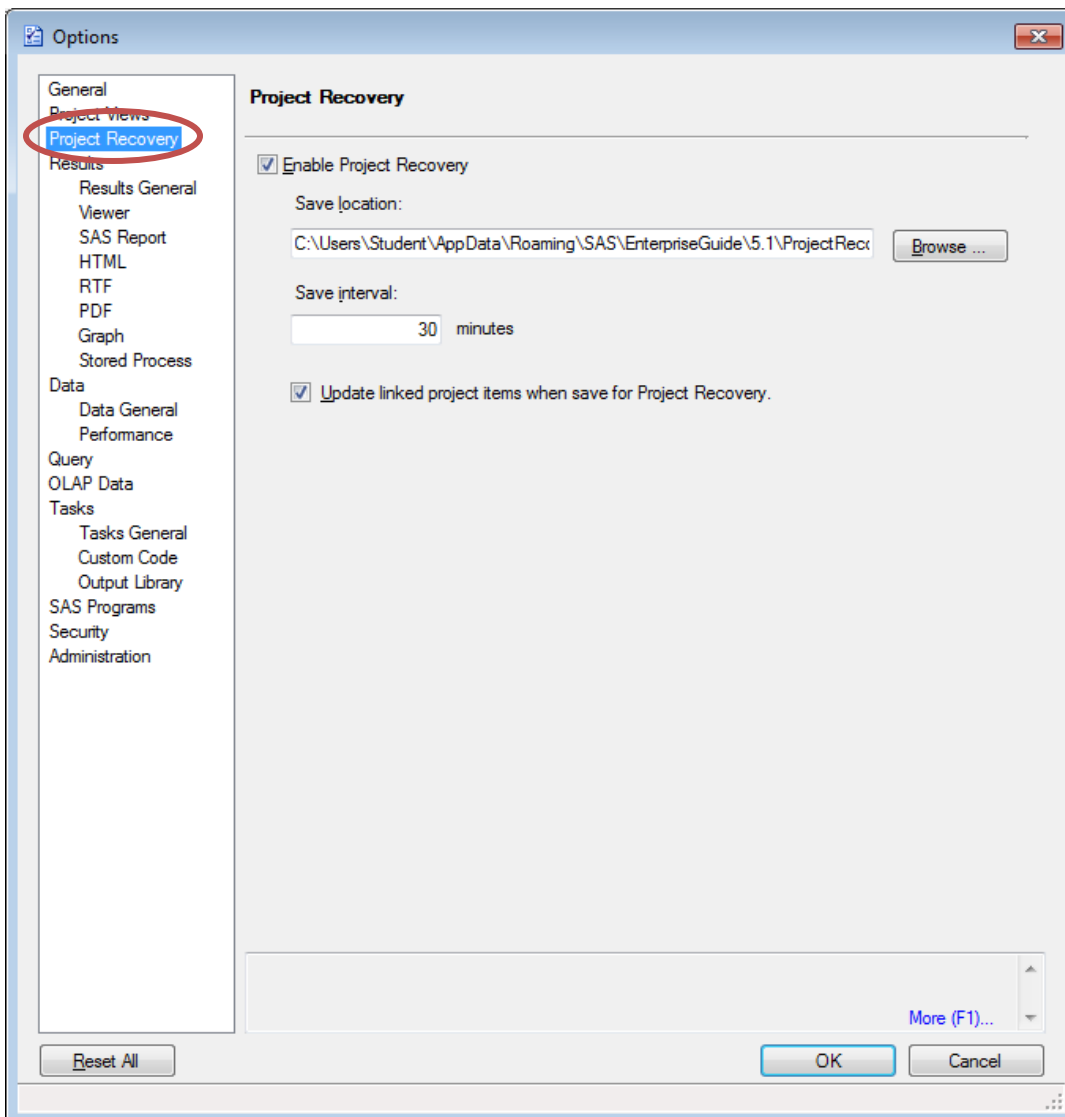 Options
General
Project Views
Project Recovery
Results
Results General
Viewer
SAS Report
HTML
RTF
PDF
Graph
Stored Process
Data
Data General
Performance
Query
OLAP Data
Tasks
Tasks General
Custom Code
Output Library
SAS Programs
Security
Administration
Project Recovery
Enable Project Recovery
Save location:
C:\Users\Student\AppData\Roaming\SAS\EnterpriseGuide\5.1\ProjectReco
Browse ...
Save interval:
30 minutes
Update linked project items when save for Project Recovery.
More (F1)...
Reset All
OK
Cancel